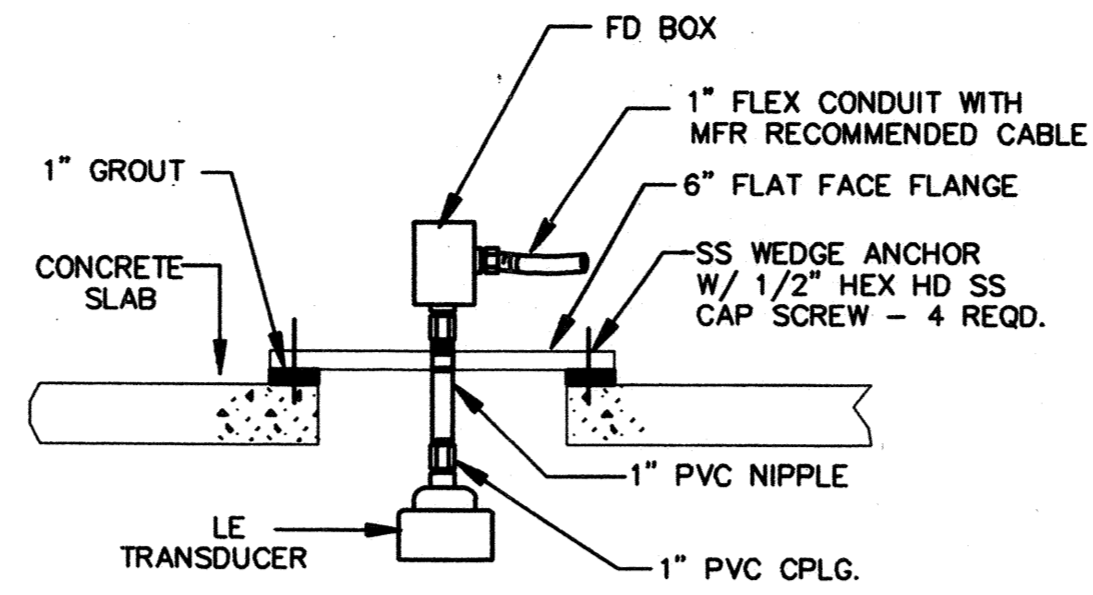 FD BOX
1" FLEX CONDUIT WITH
MFR RECOMMENDED CABLE
1" GROUT
6" FLAT FACE FLANGE
CONCRETE
SLAB
SS WEDGE ANCHOR
W/ 1/2" HEX HD SS
CAP SCREW - 4 REQD.
1" PVC NIPPLE
LE
TRANSDUCER
1" PVC CPLG.